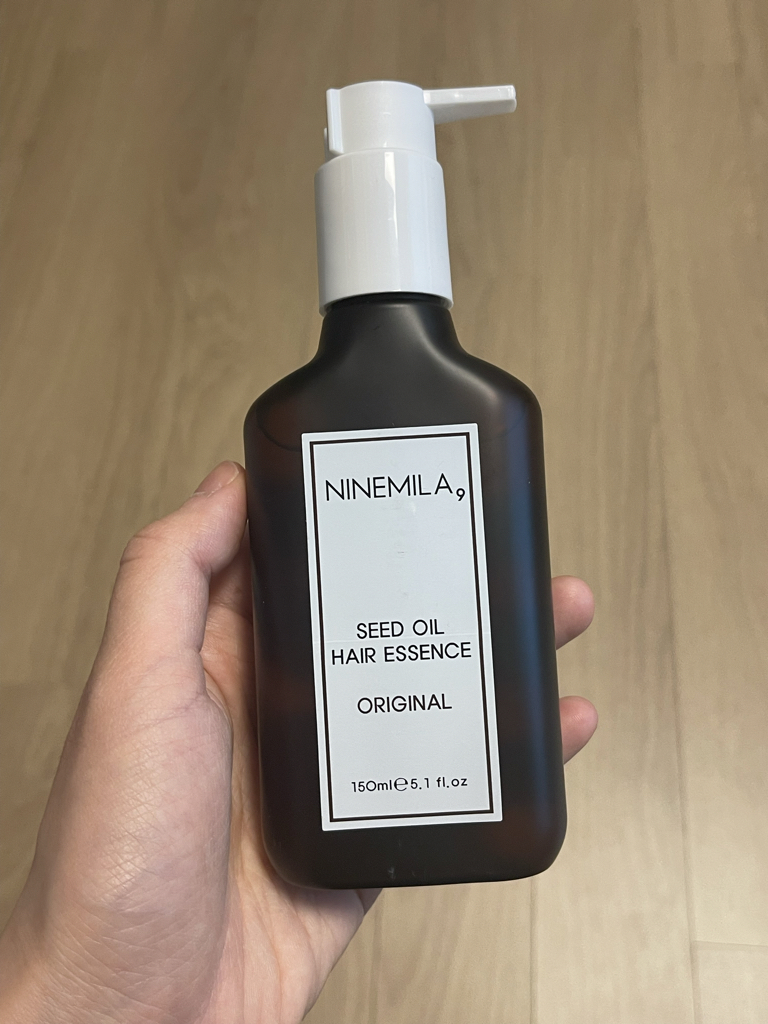 NINEMILA9
SEED OIL
HAIR ESSENCE
ORIGINAL
150ml℮5.1 fl.oz